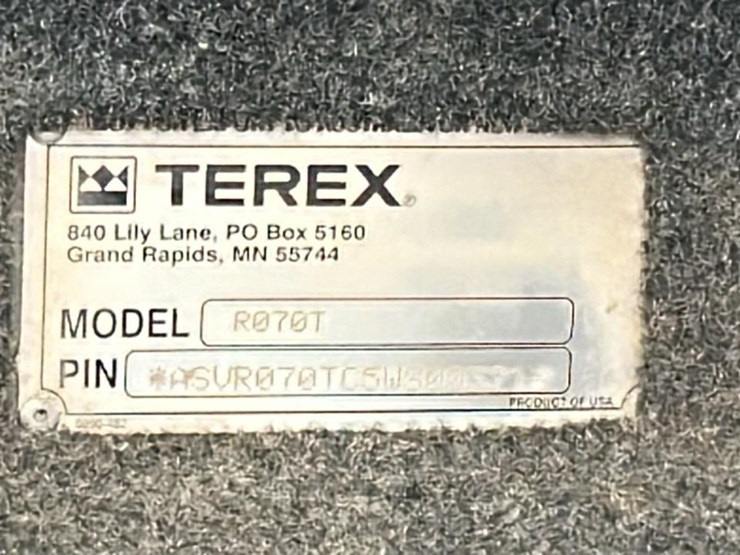 TEREX®
840 Lily Lane, PO Box 5160
Grand Rapids, MN 55744
MODEL R070T
PIN
PRODUCT OF USA